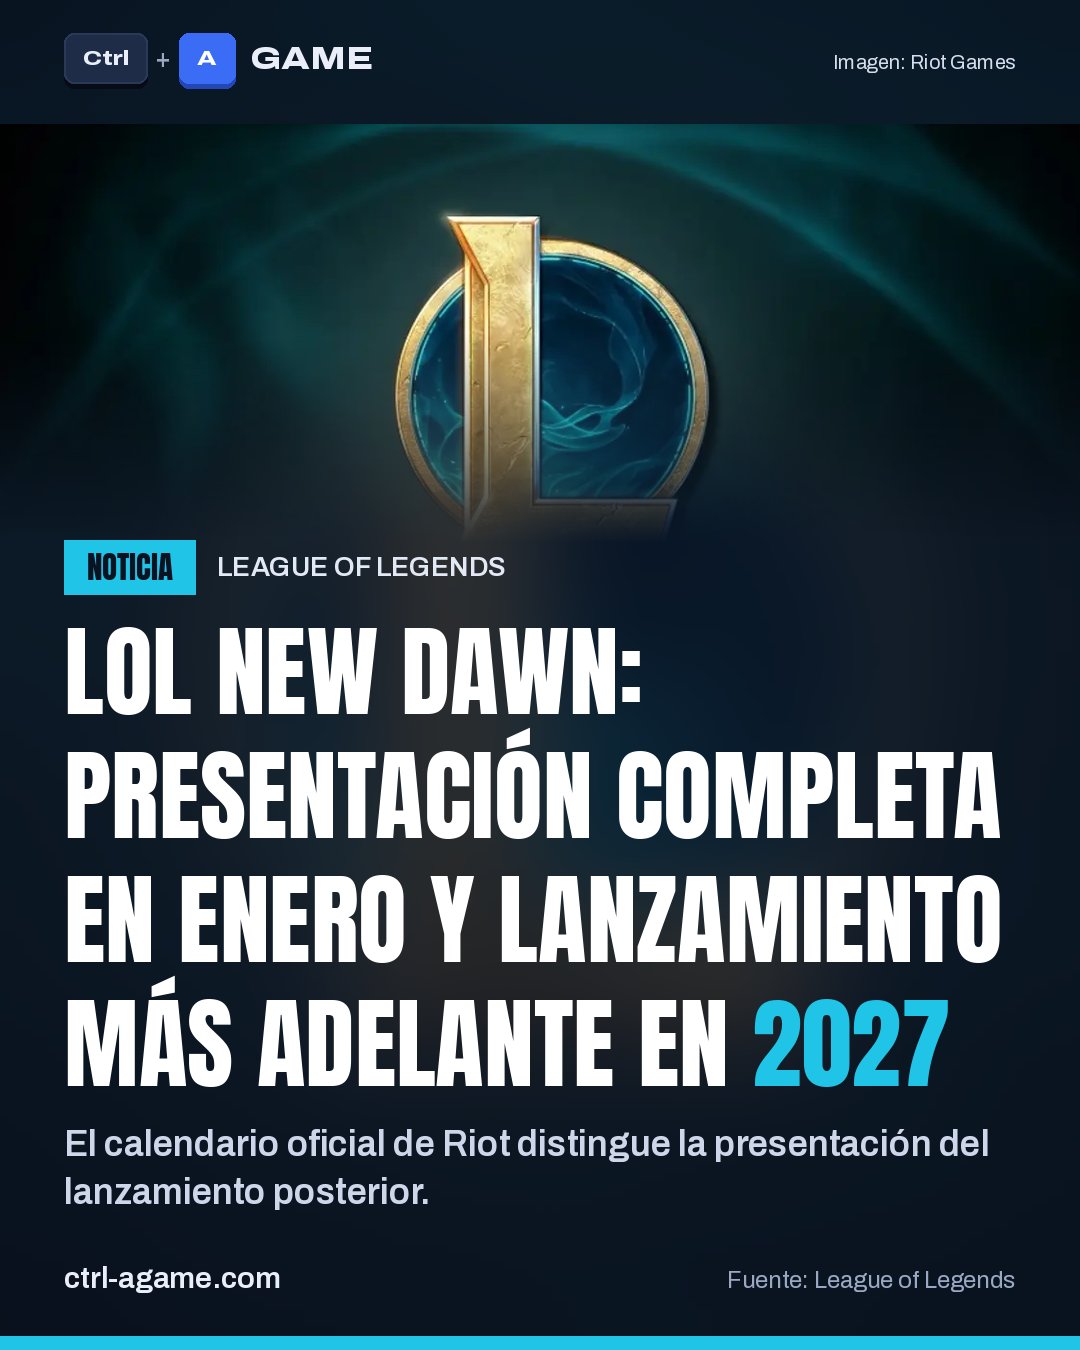 Ctrl + A GAME
Imagen: Riot Games
NOTICIA LEAGUE OF LEGENDS
LOL NEW DAWN:
PRESENTACIÓN COMPLETA
EN ENERO Y LANZAMIENTO
MÁS ADELANTE EN 2027
El calendario oficial de Riot distingue la presentación del
lanzamiento posterior.
ctrl-agame.com
Fuente: League of Legends